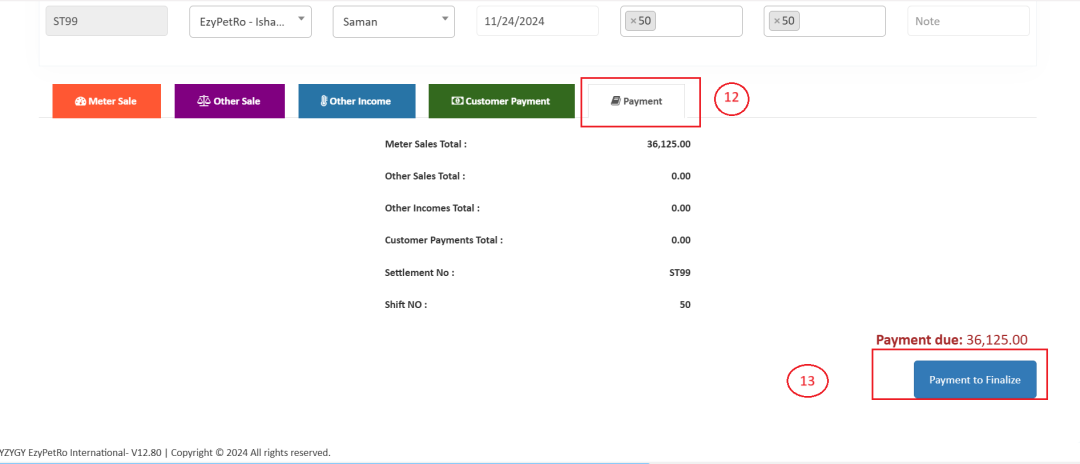 ST99 EzyPetRo - Isha... Saman 11/24/2024 ×50 ×50 Note
Meter Sale Other Sale Other Income Customer Payment Payment 12
Meter Sales Total : 36,125.00
Other Sales Total : 0.00
Other Incomes Total : 0.00
Customer Payments Total : 0.00
Settlement No : ST99
Shift NO : 50
Payment due: 36,125.00
13 Payment to Finalize
YZYGY EzyPetRo International- V12.80 | Copyright © 2024 All rights reserved.